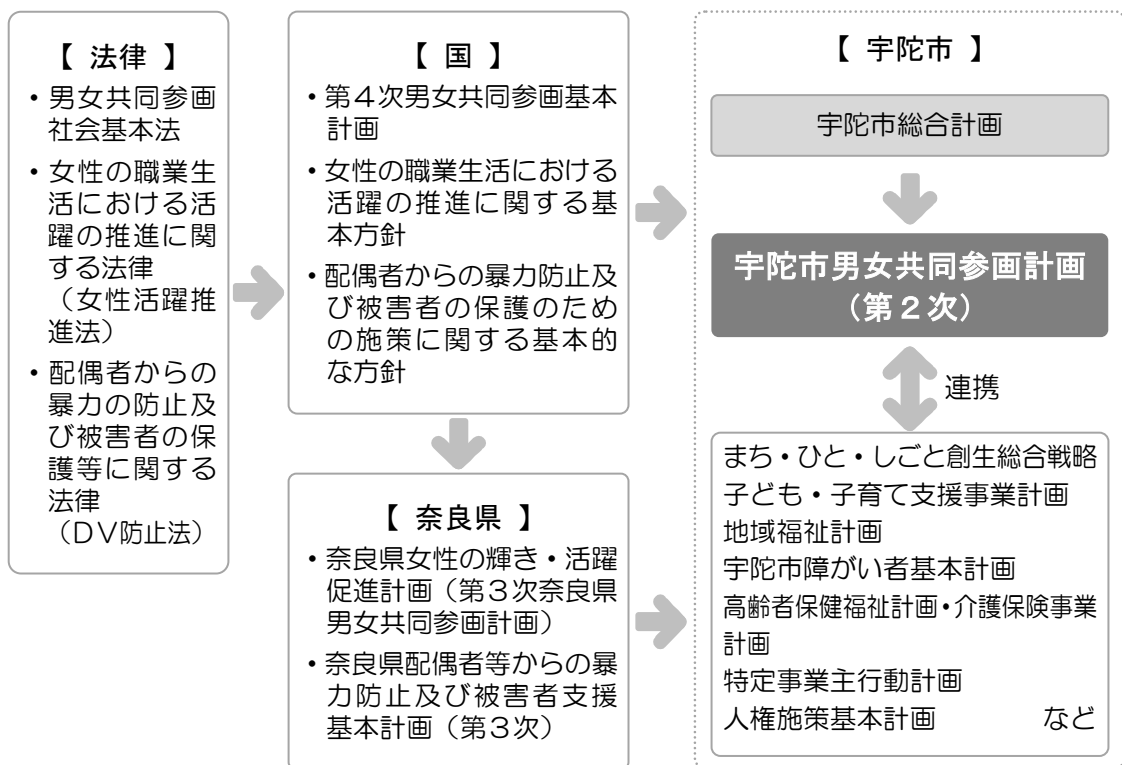 【 法律 】
・男女共同参画
社会基本法
・女性の職業生
活における活
躍の推進に関
する法律
（女性活躍推
進法）
・配偶者からの
暴力の防止及
び被害者の保
護等に関する
法律
（ＤＶ防止法）
【 国 】
・第４次男女共同参画基本
計画
・女性の職業生活における
活躍の推進に関する基
本方針
・配偶者からの暴力防止及
び被害者の保護のため
の施策に関する基本的
な方針
【 奈良県 】
・奈良県女性の輝き・活躍
促進計画（第３次奈良県
男女共同参画計画）
・奈良県配偶者等からの暴
力防止及び被害者支援
基本計画（第３次）
【 宇陀市 】
宇陀市総合計画
宇陀市男女共同参画計画
（第２次）
連携
まち・ひと・しごと創生総合戦略
子ども・子育て支援事業計画
地域福祉計画
宇陀市障がい者基本計画
高齢者保健福祉計画・介護保険事業
計画
特定事業主行動計画
人権施策基本計画　　　など